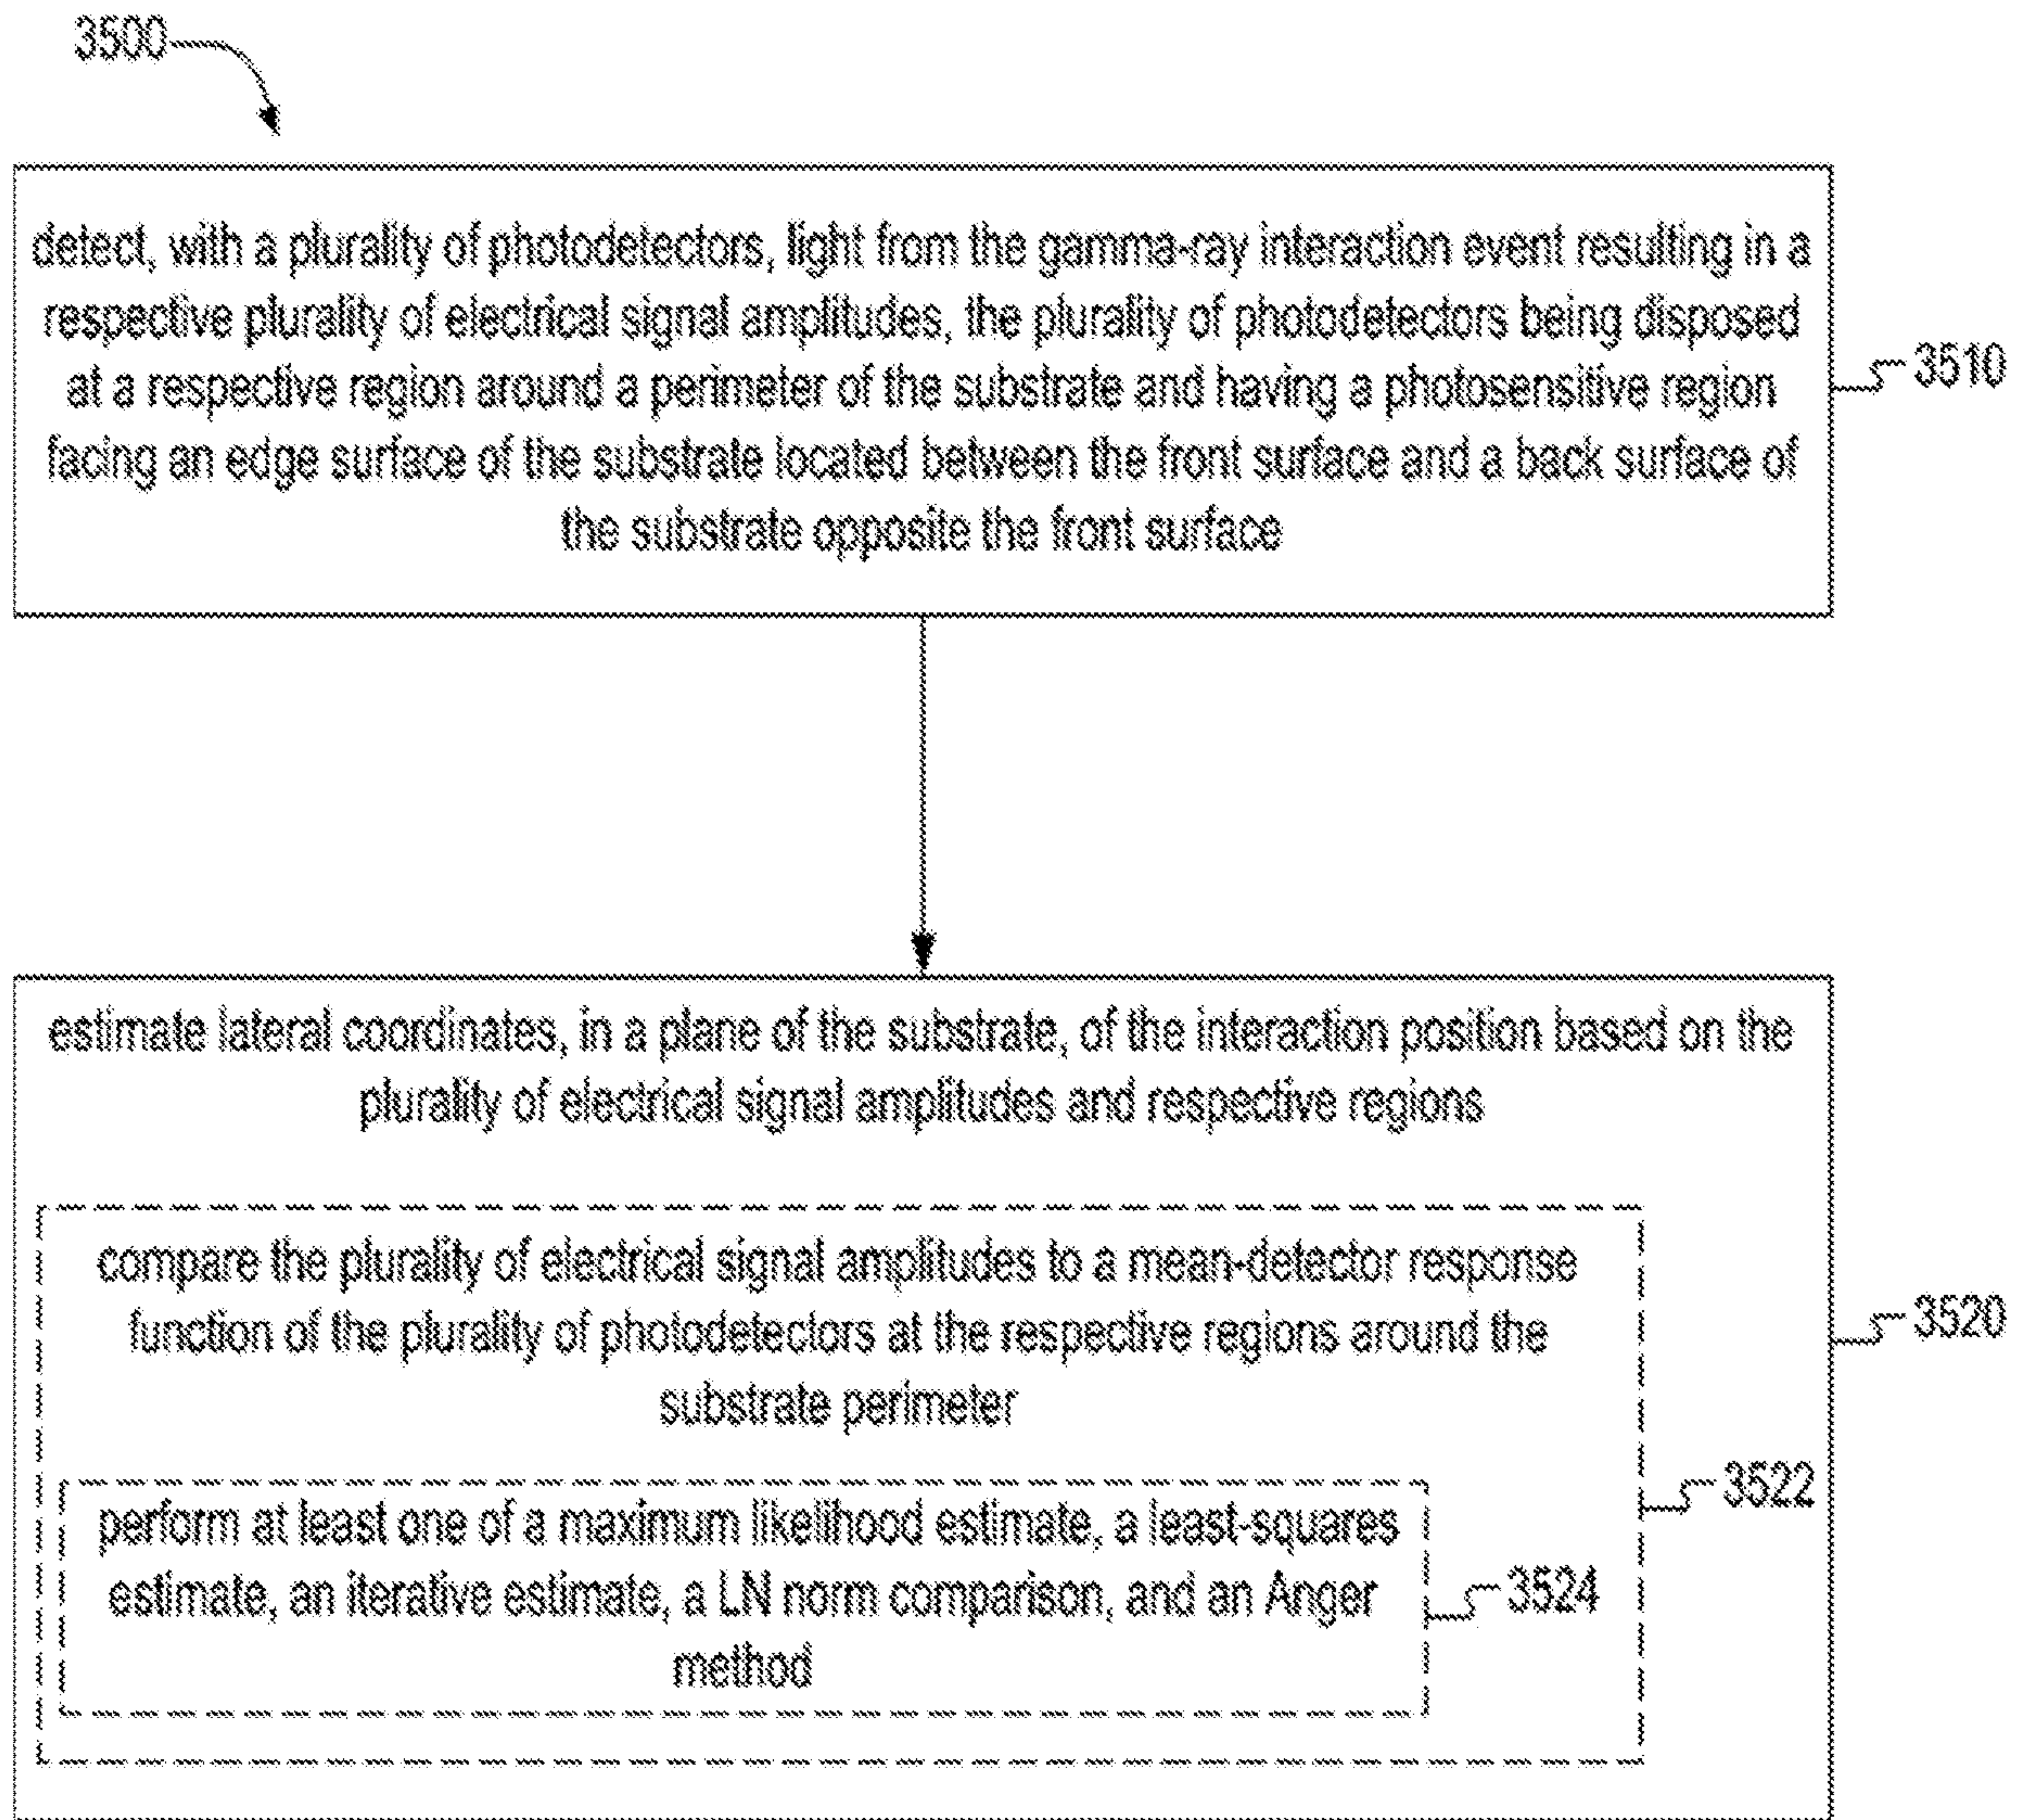 3500
detect, with a plurality of photodetectors, light from the gamma-ray interaction event resulting in a
respective plurality of electrical signal amplitudes, the plurality of photodetectors being disposed
at a respective region around a perimeter of the substrate and having a photosensitive region
facing an edge surface of the substrate located between the front surface and a back surface of
the substrate opposite the front surface
3510
estimate lateral coordinates, in a plane of the substrate, of the interaction position based on the
plurality of electrical signal amplitudes and respective regions
3520
compare the plurality of electrical signal amplitudes to a mean-detector response
function of the plurality of photodetectors at the respective regions around the
substrate perimeter
3522
perform at least one of a maximum likelihood estimate, a least-squares
estimate, an iterative estimate, a LN norm comparison, and an Anger
method
3524